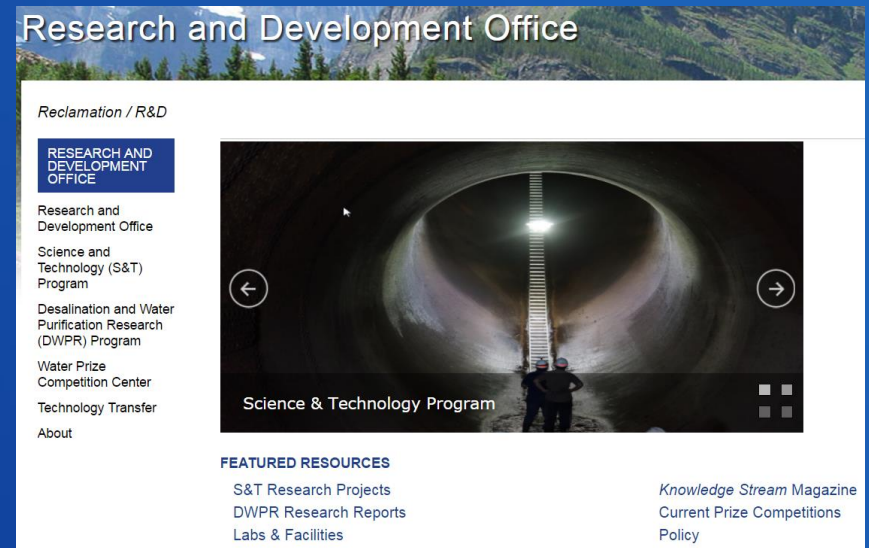 Research and Development Office
Reclamation / R&D
RESEARCH AND
DEVELOPMENT
OFFICE
Research and
Development Office
Science and
Technology (S&T)
Program
Desalination and Water
Purification Research
(DWPR) Program
Water Prize
Competition Center
Technology Transfer
About
Science & Technology Program
FEATURED RESOURCES
S&T Research Projects
DWPR Research Reports
Labs & Facilities
Knowledge Stream Magazine
Current Prize Competitions
Policy